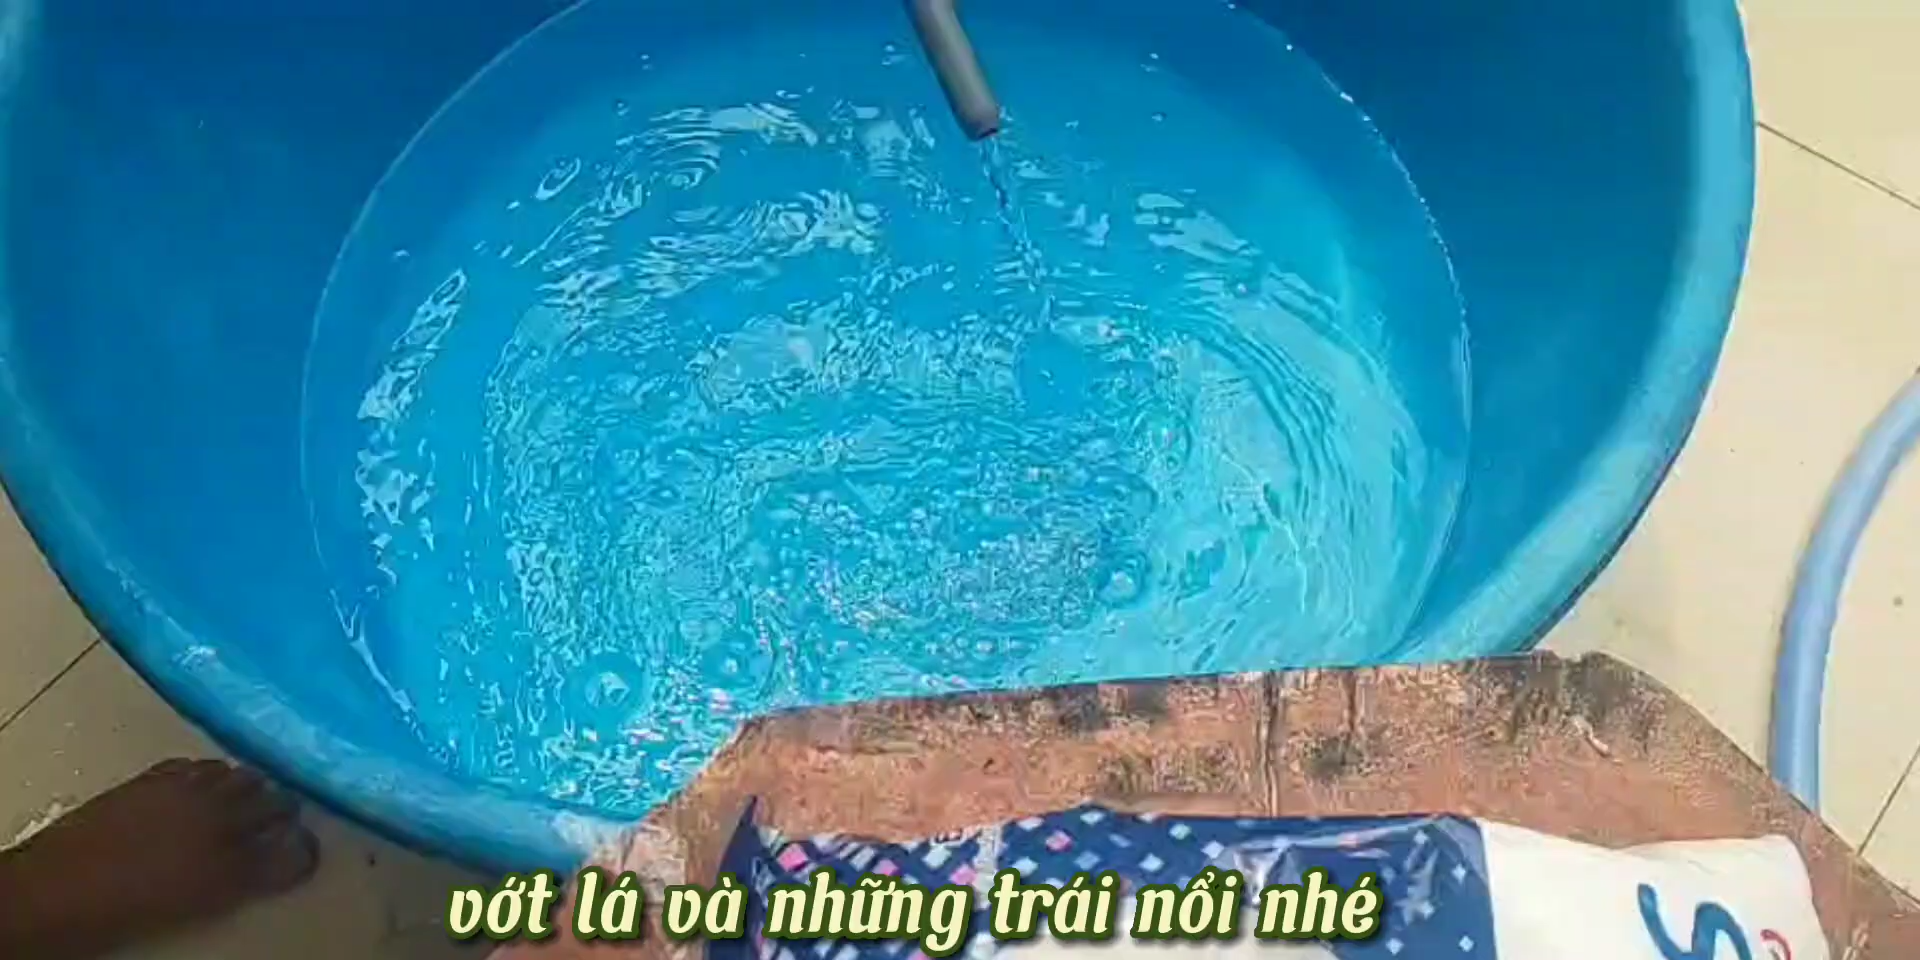 vớt lá và những trái nổi nhé